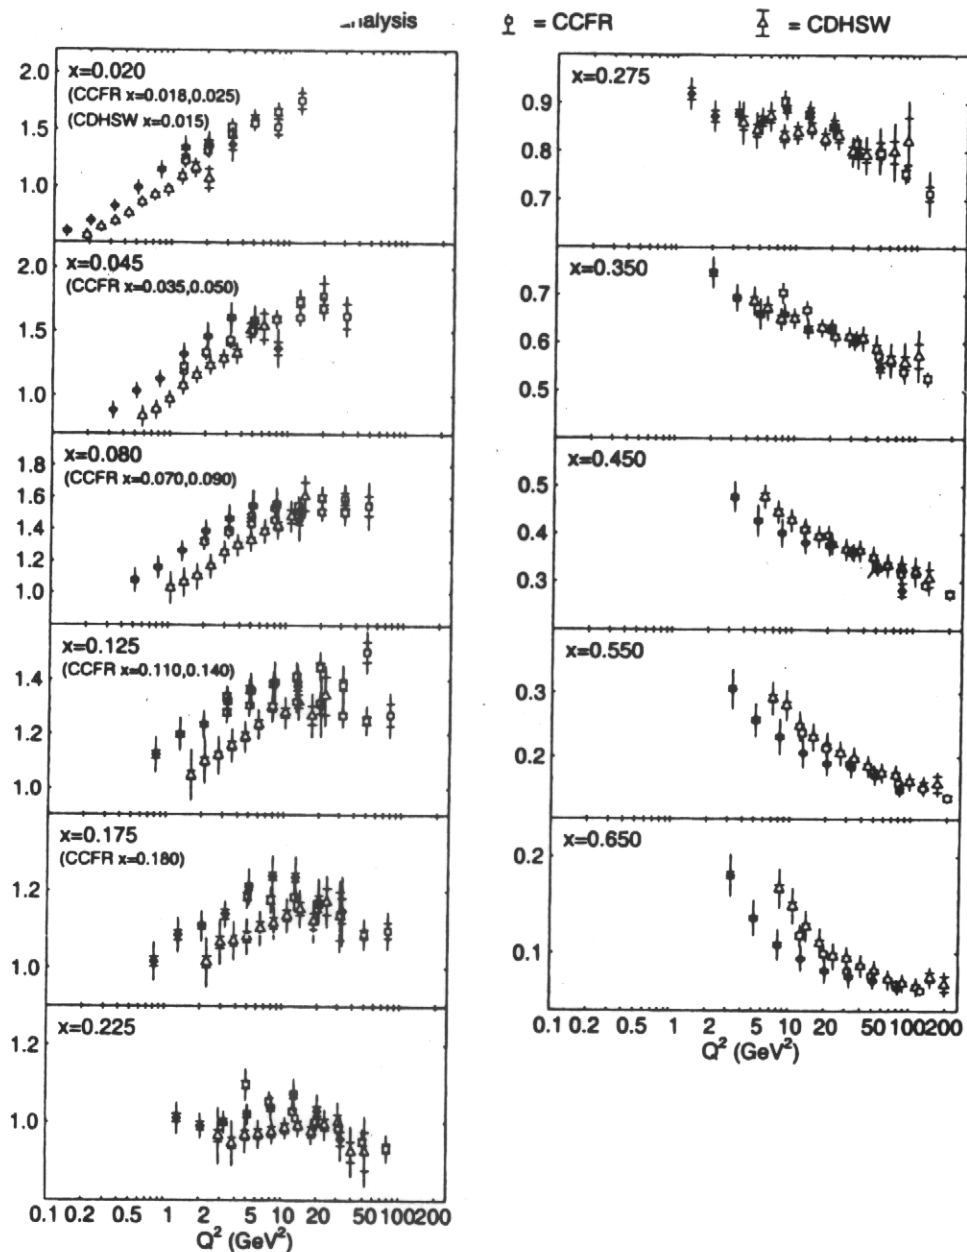 = CCFR
= CDHSW
x=0.020
(CCFR x=0.018,0.025)
(CDHSW x=0.015)
2.0
1.5
1.0
x=0.045
(CCFR x=0.035,0.050)
2.0
1.5
1.0
x=0.080
(CCFR x=0.070,0.090)
1.8
1.6
1.4
1.2
1.0
x=0.125
(CCFR x=0.110,0.140)
1.4
1.2
1.0
x=0.175
(CCFR x=0.180)
1.2
1.0
x=0.225
1.2
1.0
0.1 0.2 0.5 1 2 5 10 20 50 100 200
Q² (GeV²)
x=0.275
0.9
0.8
0.7
x=0.350
0.7
0.6
0.5
x=0.450
0.5
0.4
0.3
x=0.550
0.3
0.2
x=0.650
0.2
0.1
0.1 0.2 0.5 1 2 5 10 20 50 100 200
Q² (GeV²)